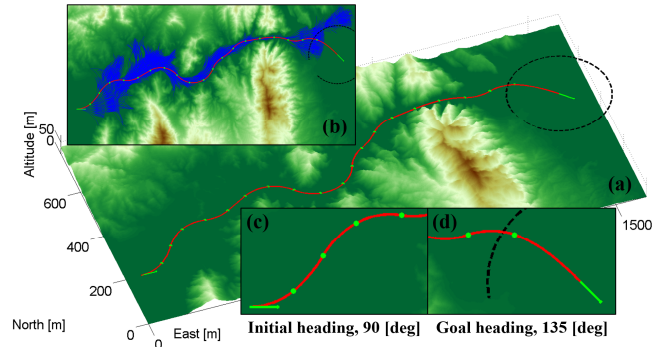 (b)
50
0
Altitude [m]
600
400
200
0
North [m]
0
East [m]
1500
(a)
(c)
(d)
Initial heading, 90 [deg]
Goal heading, 135 [deg]